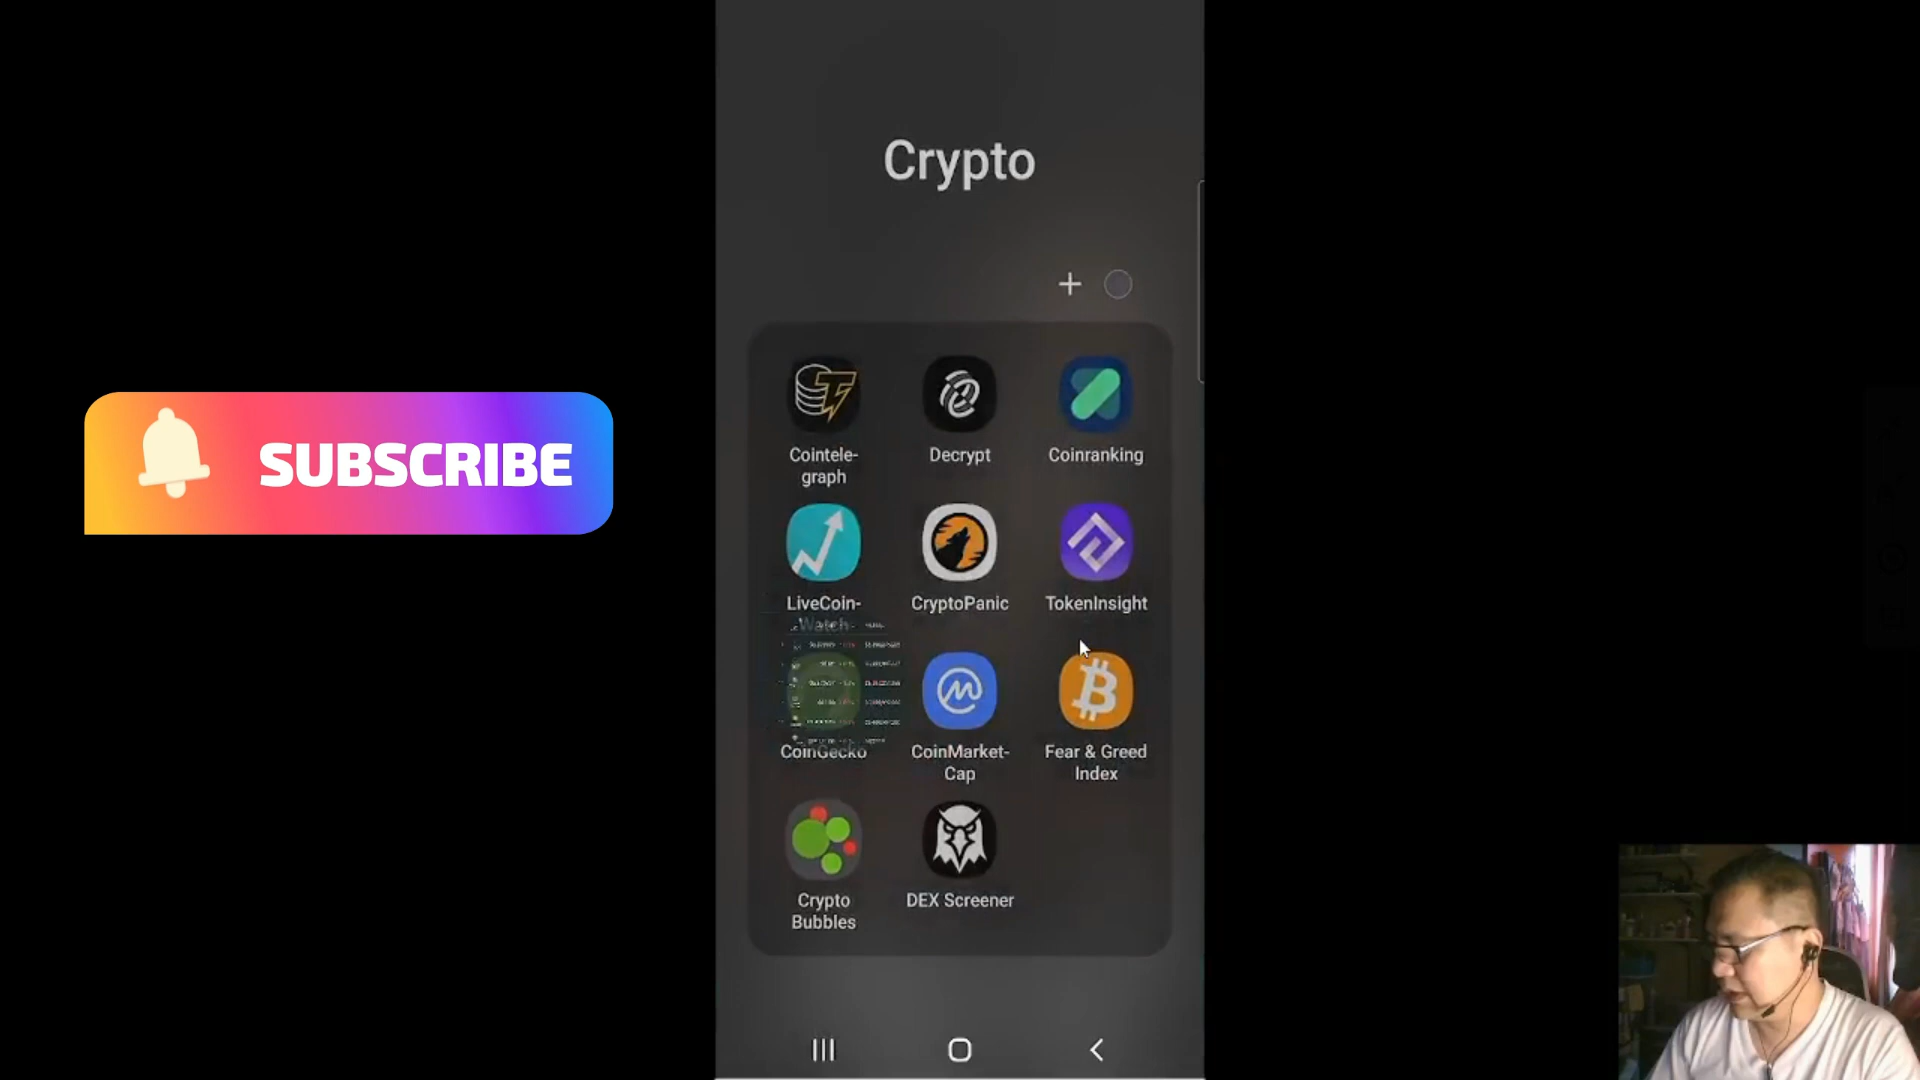 Crypto
SUBSCRIBE
Cointele-
graph
Decrypt
Coinranking
LiveCoin-
Watch
CryptoPanic
TokenInsight
CoinGecko
CoinMarket-
Cap
Fear & Greed
Index
Crypto
Bubbles
DEX Screener